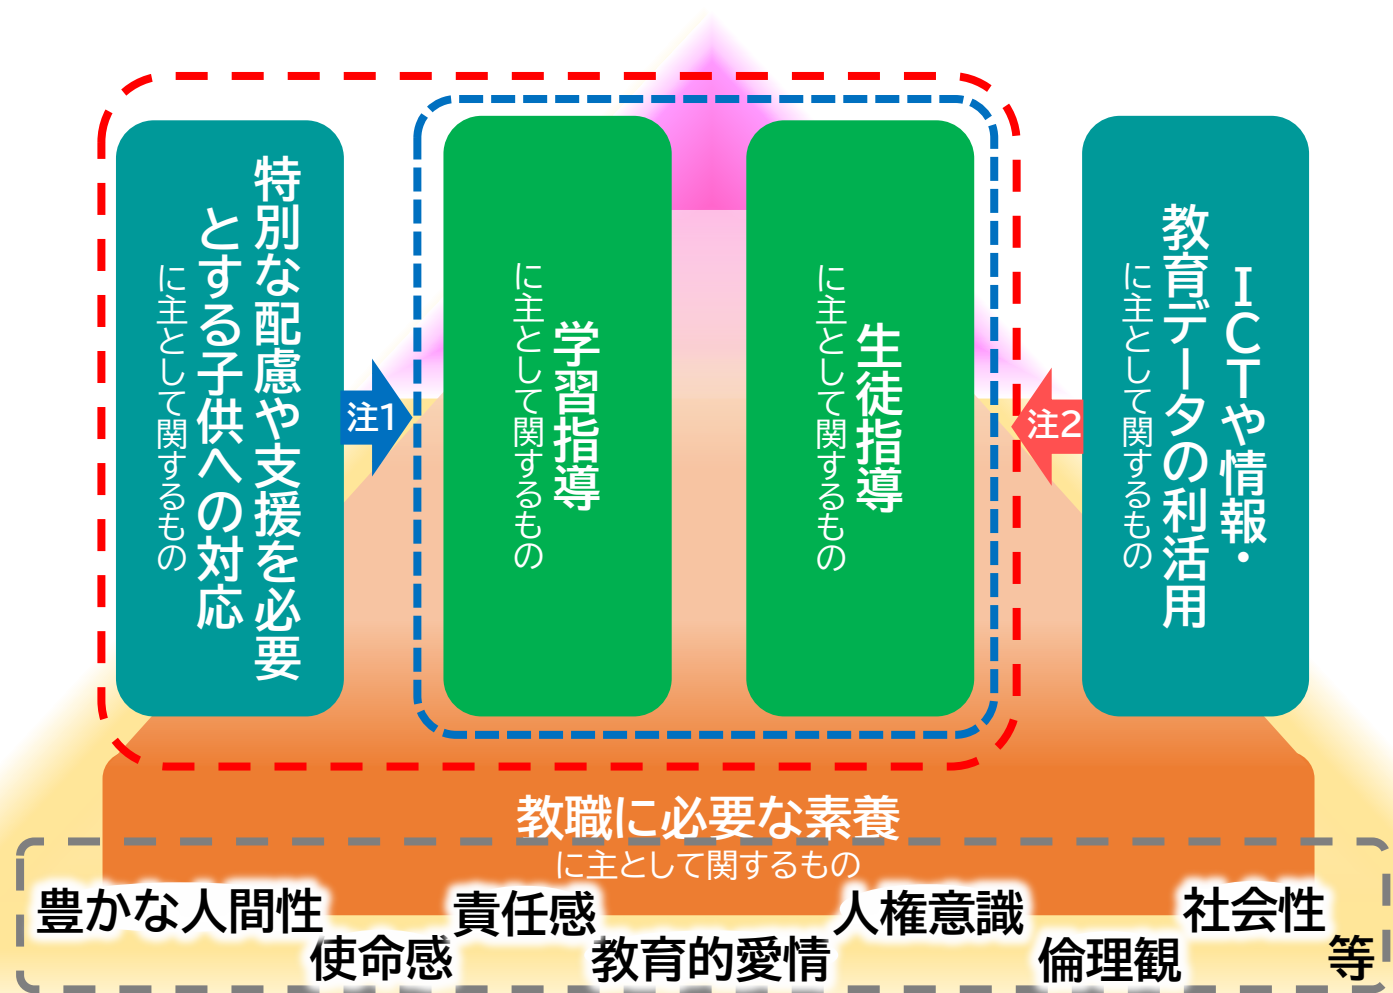 特別な配慮や支援を必要
とする子供への対応
に主として関するもの
注1
学習指導
に主として関するもの
生徒指導
に主として関するもの
注2
ＩＣＴや情報・
教育データの利活用
に主として関するもの
教職に必要な素養
に主として関するもの
豊かな人間性
使命感
責任感
教育的愛情
人権意識
倫理観
社会性
等